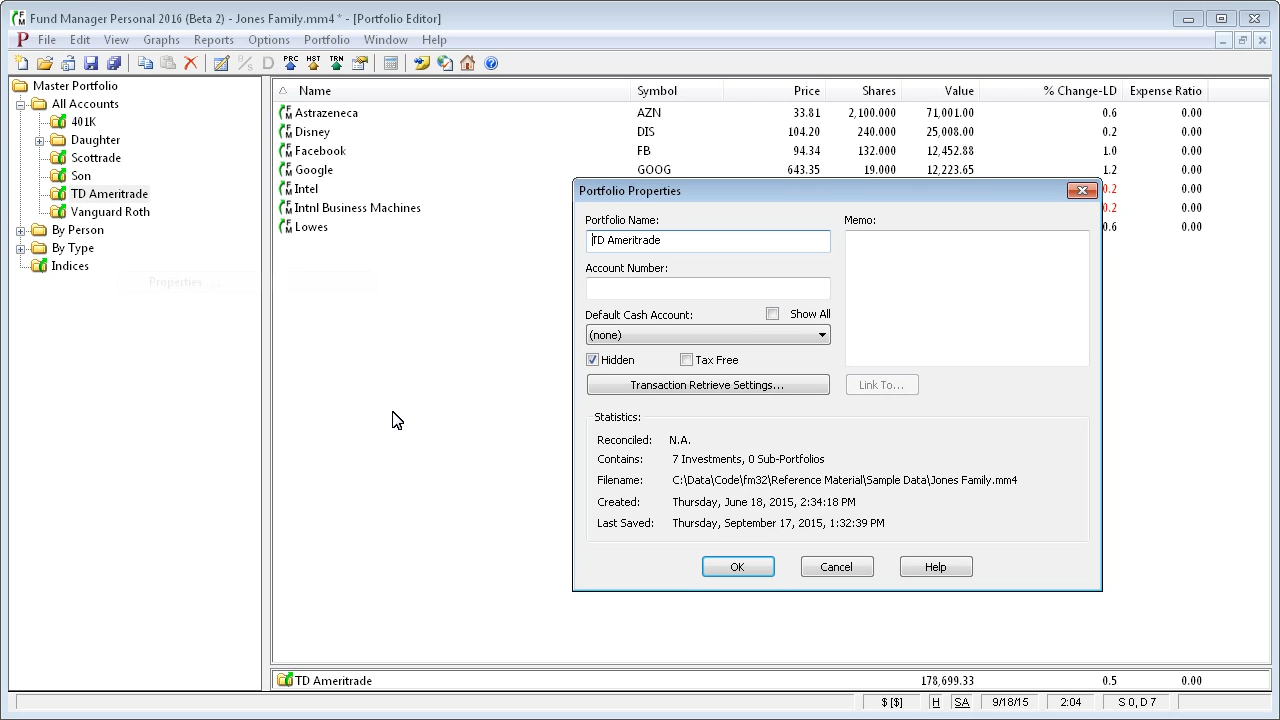 Fund Manager Personal 2016 (Beta 2) - Jones Family.mm4 * - [Portfolio Editor]
File Edit View Graphs Reports Options Portfolio Window Help
B/S D PRC HST TRN
Master Portfolio
All Accounts
401K
Daughter
Scottrade
Son
TD Ameritrade
Vanguard Roth
By Person
By Type
Indices
Properties ...
Name Symbol Price Shares Value % Change-LD Expense Ratio
Astrazeneca AZN 33.81 2,100.000 71,001.00 0.6 0.00
Disney DIS 104.20 240.000 25,008.00 0.2 0.00
Facebook FB 94.34 132.000 12,452.88 1.0 0.00
Google GOOG 643.35 19.000 12,223.65 1.2 0.00
Intel 0.2 0.00
Intnl Business Machines 0.2 0.00
Lowes 0.6 0.00
Portfolio Properties
Portfolio Name:
TD Ameritrade
Account Number:
Default Cash Account: Show All
(none)
Hidden Tax Free
Transaction Retrieve Settings...
Memo:
Link To...
Statistics:
Reconciled: N.A.
Contains: 7 Investments, 0 Sub-Portfolios
Filename: C:\Data\Code\fm32\Reference Material\Sample Data\Jones Family.mm4
Created: Thursday, June 18, 2015, 2:34:18 PM
Last Saved: Thursday, September 17, 2015, 1:32:39 PM
OK Cancel Help
TD Ameritrade 178,699.33 0.5 0.00
$ [$] H SA 9/18/15 2:04 S 0, D 7